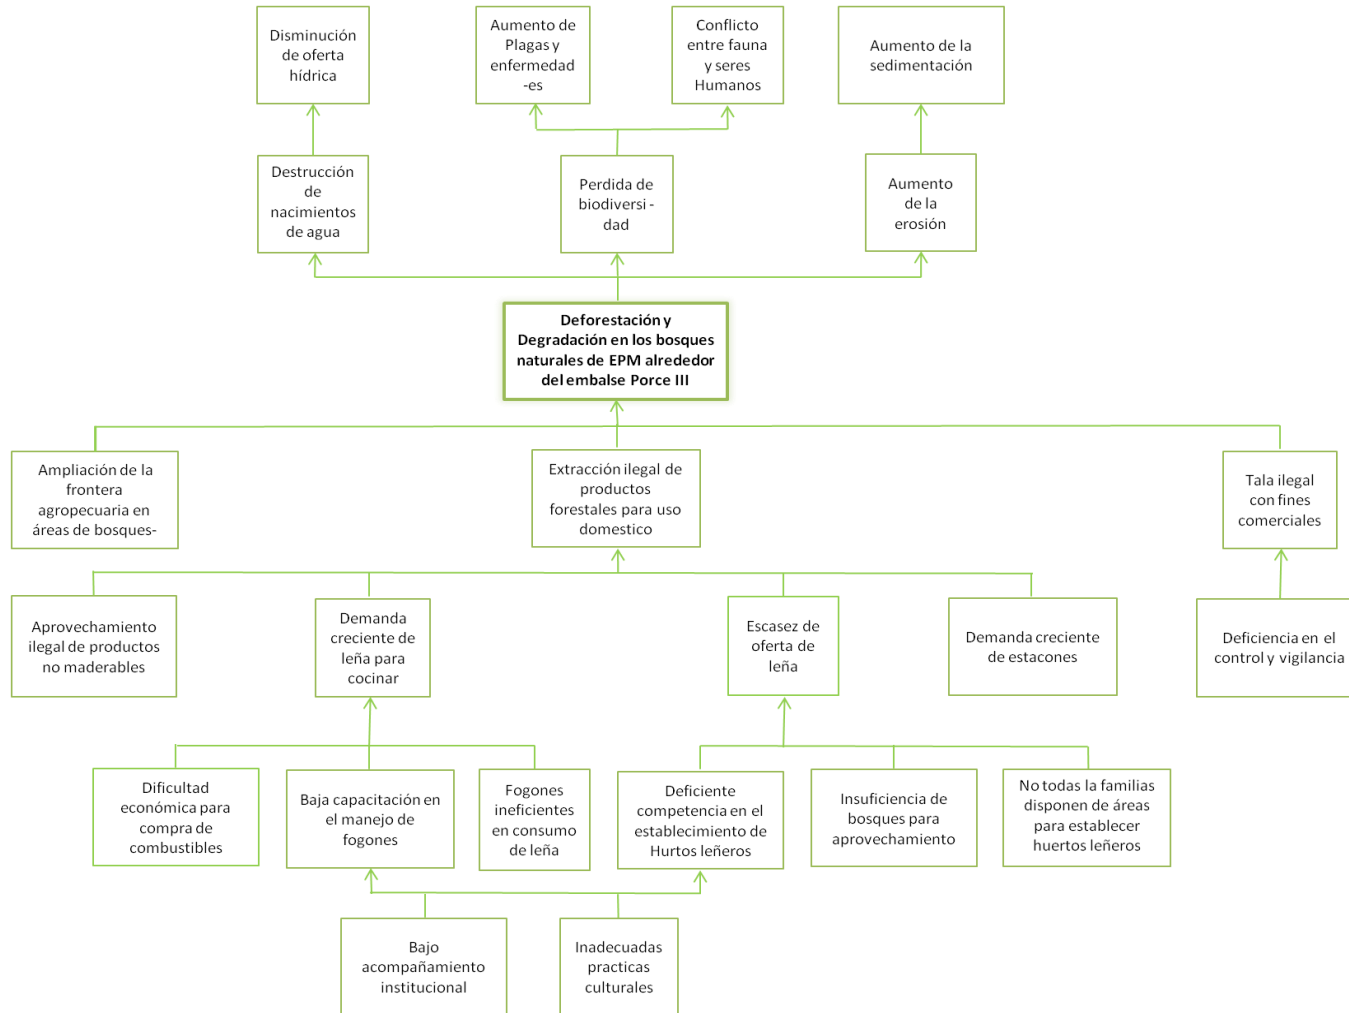 Disminución
de oferta
hídrica
Aumento de
Plagas y
enfermedad
-es
Conflicto
entre fauna
y seres
Humanos
Aumento de la
sedimentación
Destrucción
de
nacimientos
de agua
Perdida de
biodiversi -
dad
Aumento
de la
erosión
Deforestación y
Degradación en los bosques
naturales de EPM alrededor
del embalse Porce III
Ampliación de la
frontera
agropecuaria en
áreas de bosques-
Extracción ilegal de
productos
forestales para uso
domestico
Tala ilegal
con fines
comerciales
Aprovechamiento
ilegal de productos
no maderables
Demanda
creciente de
leña para
cocinar
Escasez de
oferta de
leña
Demanda creciente
de estacones
Deficiencia en el
control y vigilancia
Dificultad
económica para
compra de
combustibles
Baja capacitación en
el manejo de
fogones
Fogones
ineficientes
en consumo
de leña
Deficiente
competencia en el
establecimiento de
Hurtos leñeros
Insuficiencia de
bosques para
aprovechamiento
No todas la familias
disponen de áreas
para establecer
huertos leñeros
Bajo
acompañamiento
institucional
Inadecuadas
practicas
culturales